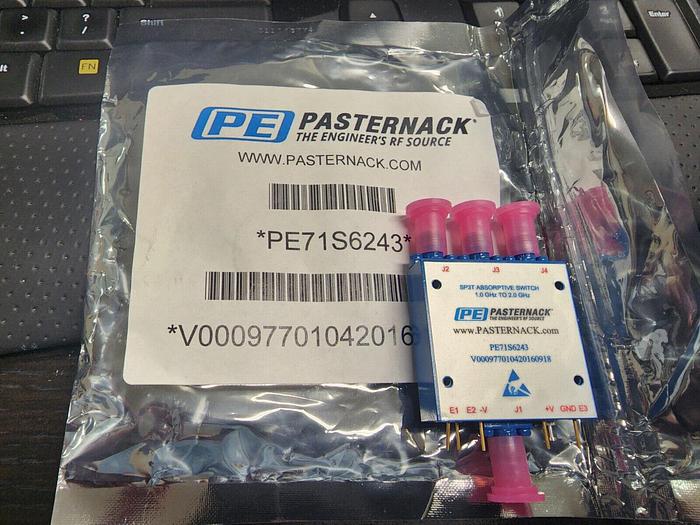 Shift
Enter
FN
PE PASTERNACK
THE ENGINEER'S RF SOURCE
WWW.PASTERNACK.COM
*PE71S6243*
*V00097701042016
J2 J3 J4
SP3T ABSORPTIVE SWITCH
1.0 GHz TO 2.0 GHz
PE PASTERNACK
THE ENGINEER'S RF SOURCE
www.PASTERNACK.com
PE71S6243
V000977010420160918
E1 E2 -V J1 +V GND E3